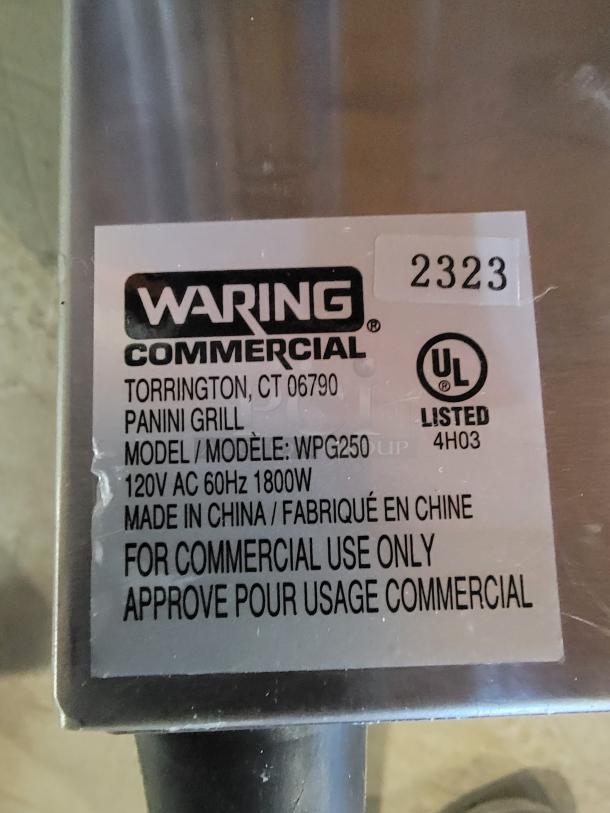 2323
WARING®
COMMERCIAL
TORRINGTON, CT 06790
PANINI GRILL
MODEL / MODÈLE: WPG250
120V AC 60Hz 1800W
MADE IN CHINA / FABRIQUÉ EN CHINE
FOR COMMERCIAL USE ONLY
APPROVE POUR USAGE COMMERCIAL
UL®
LISTED
4H03